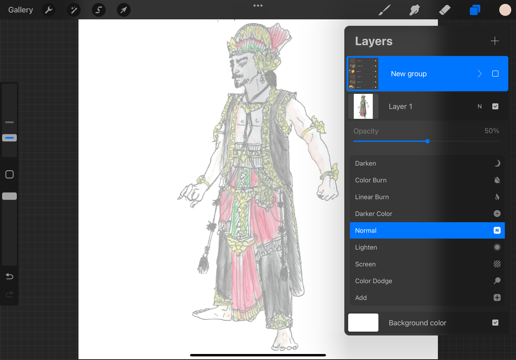 Gallery
S
Layers
New group
Layer 1
N
Opacity
50%
Darken
Color Burn
Linear Burn
Darker Color
Normal
N
Lighten
Screen
Color Dodge
Add
Background color